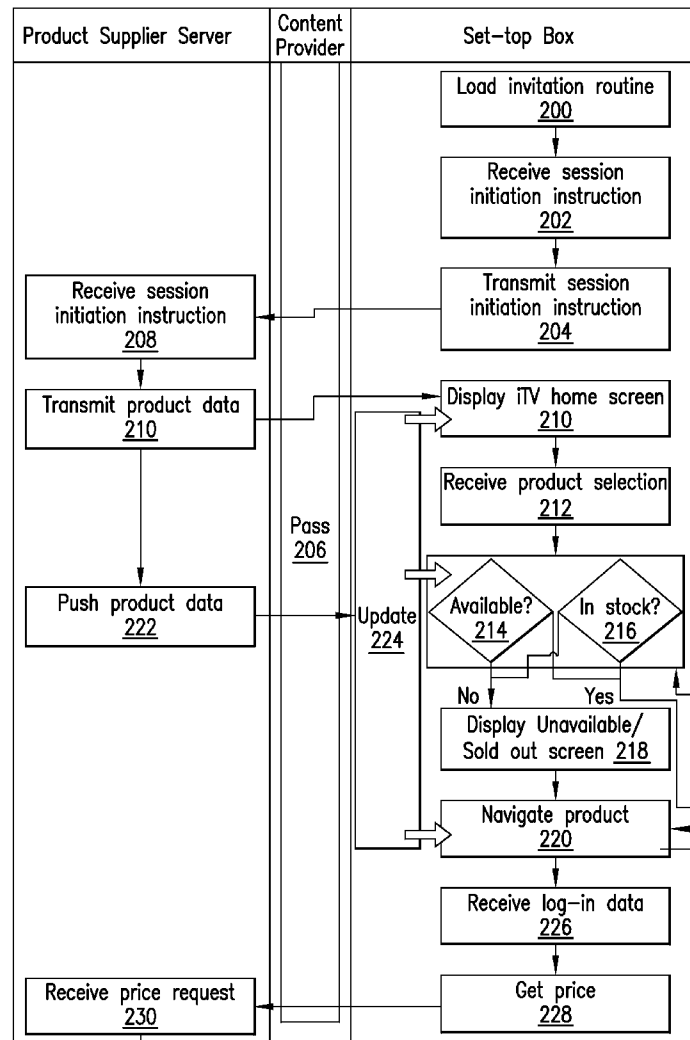 Product Supplier Server
Content
Provider
Set-top Box
Load invitation routine
200
Receive session
initiation instruction
202
Transmit session
initiation instruction
204
Receive session
initiation instruction
208
Transmit product data
210
Display iTV home screen
210
Receive product selection
212
Pass
206
Push product data
222
Update
224
Available?
214
In stock?
216
No
Yes
Display Unavailable/
Sold out screen 218
Navigate product
220
Receive log-in data
226
Get price
228
Receive price request
230